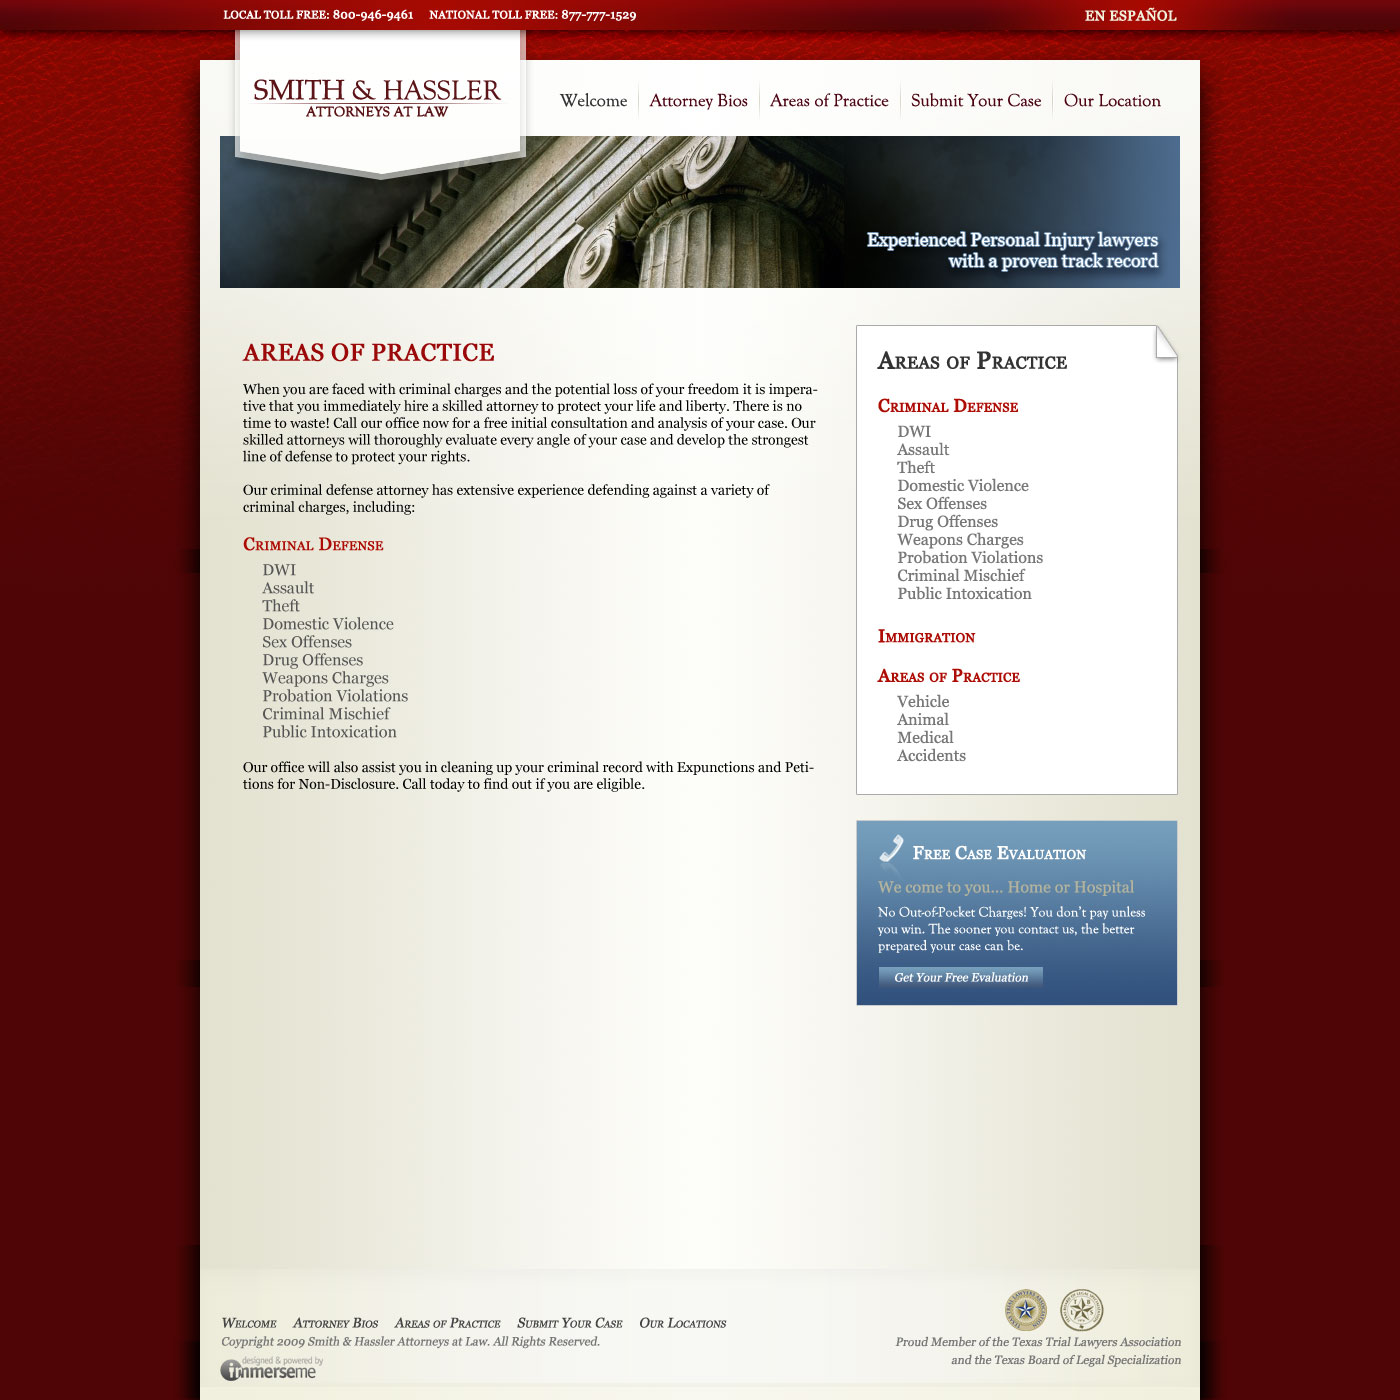 LOCAL TOLL FREE: 800-946-9461 NATIONAL TOLL FREE: 877-777-1529
EN ESPAÑOL
SMITH & HASSLER
ATTORNEYS AT LAW
Welcome Attorney Bios Areas of Practice Submit Your Case Our Location
Experienced Personal Injury lawyers
with a proven track record
AREAS OF PRACTICE
When you are faced with criminal charges and the potential loss of your freedom it is impera-
tive that you immediately hire a skilled attorney to protect your life and liberty. There is no
time to waste! Call our office now for a free initial consultation and analysis of your case. Our
skilled attorneys will thoroughly evaluate every angle of your case and develop the strongest
line of defense to protect your rights.
Our criminal defense attorney has extensive experience defending against a variety of
criminal charges, including:
Criminal Defense
DWI
Assault
Theft
Domestic Violence
Sex Offenses
Drug Offenses
Weapons Charges
Probation Violations
Criminal Mischief
Public Intoxication
Our office will also assist you in cleaning up your criminal record with Expunctions and Peti-
tions for Non-Disclosure. Call today to find out if you are eligible.
Areas of Practice
Criminal Defense
DWI
Assault
Theft
Domestic Violence
Sex Offenses
Drug Offenses
Weapons Charges
Probation Violations
Criminal Mischief
Public Intoxication
Immigration
Areas of Practice
Vehicle
Animal
Medical
Accidents
Free Case Evaluation
We come to you... Home or Hospital
No Out-of-Pocket Charges! You don't pay unless
you win. The sooner you contact us, the better
prepared your case can be.
Get Your Free Evaluation
Welcome Attorney Bios Areas of Practice Submit Your Case Our Locations
Copyright 2009 Smith & Hassler Attorneys at Law. All Rights Reserved.
designed & powered by
immerseme
Proud Member of the Texas Trial Lawyers Association
and the Texas Board of Legal Specialization